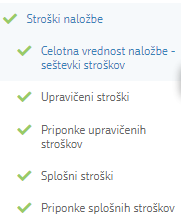 Stroški naložbe
Celotna vrednost naložbe -
seštevki stroškov
Upravičeni stroški
Priponke upravičenih
stroškov
Splošni stroški
Priponke splošnih stroškov